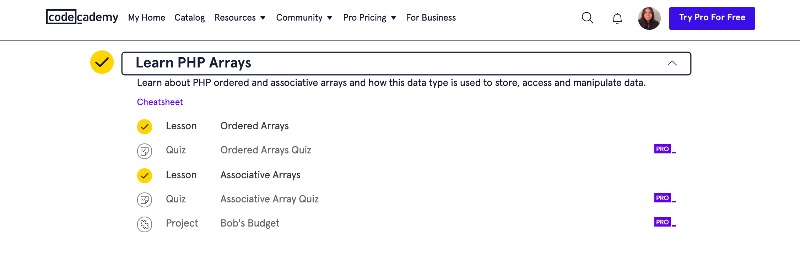 codecademy My Home Catalog Resources Community Pro Pricing For Business Try Pro For Free
Learn PHP Arrays
Learn about PHP ordered and associative arrays and how this data type is used to store, access and manipulate data.
Cheatsheet
Lesson Ordered Arrays
Quiz Ordered Arrays Quiz PRO
Lesson Associative Arrays
Quiz Associative Array Quiz PRO
Project Bob's Budget PRO